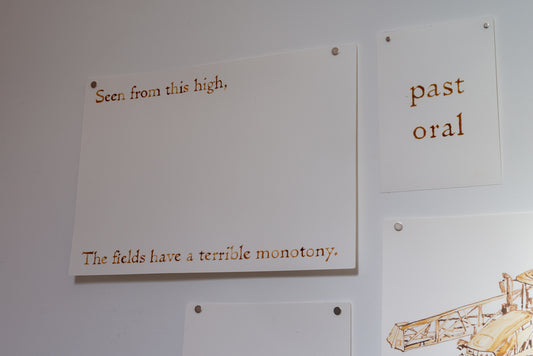 Seen from this high,
The fields have a terrible monotony.
past
oral